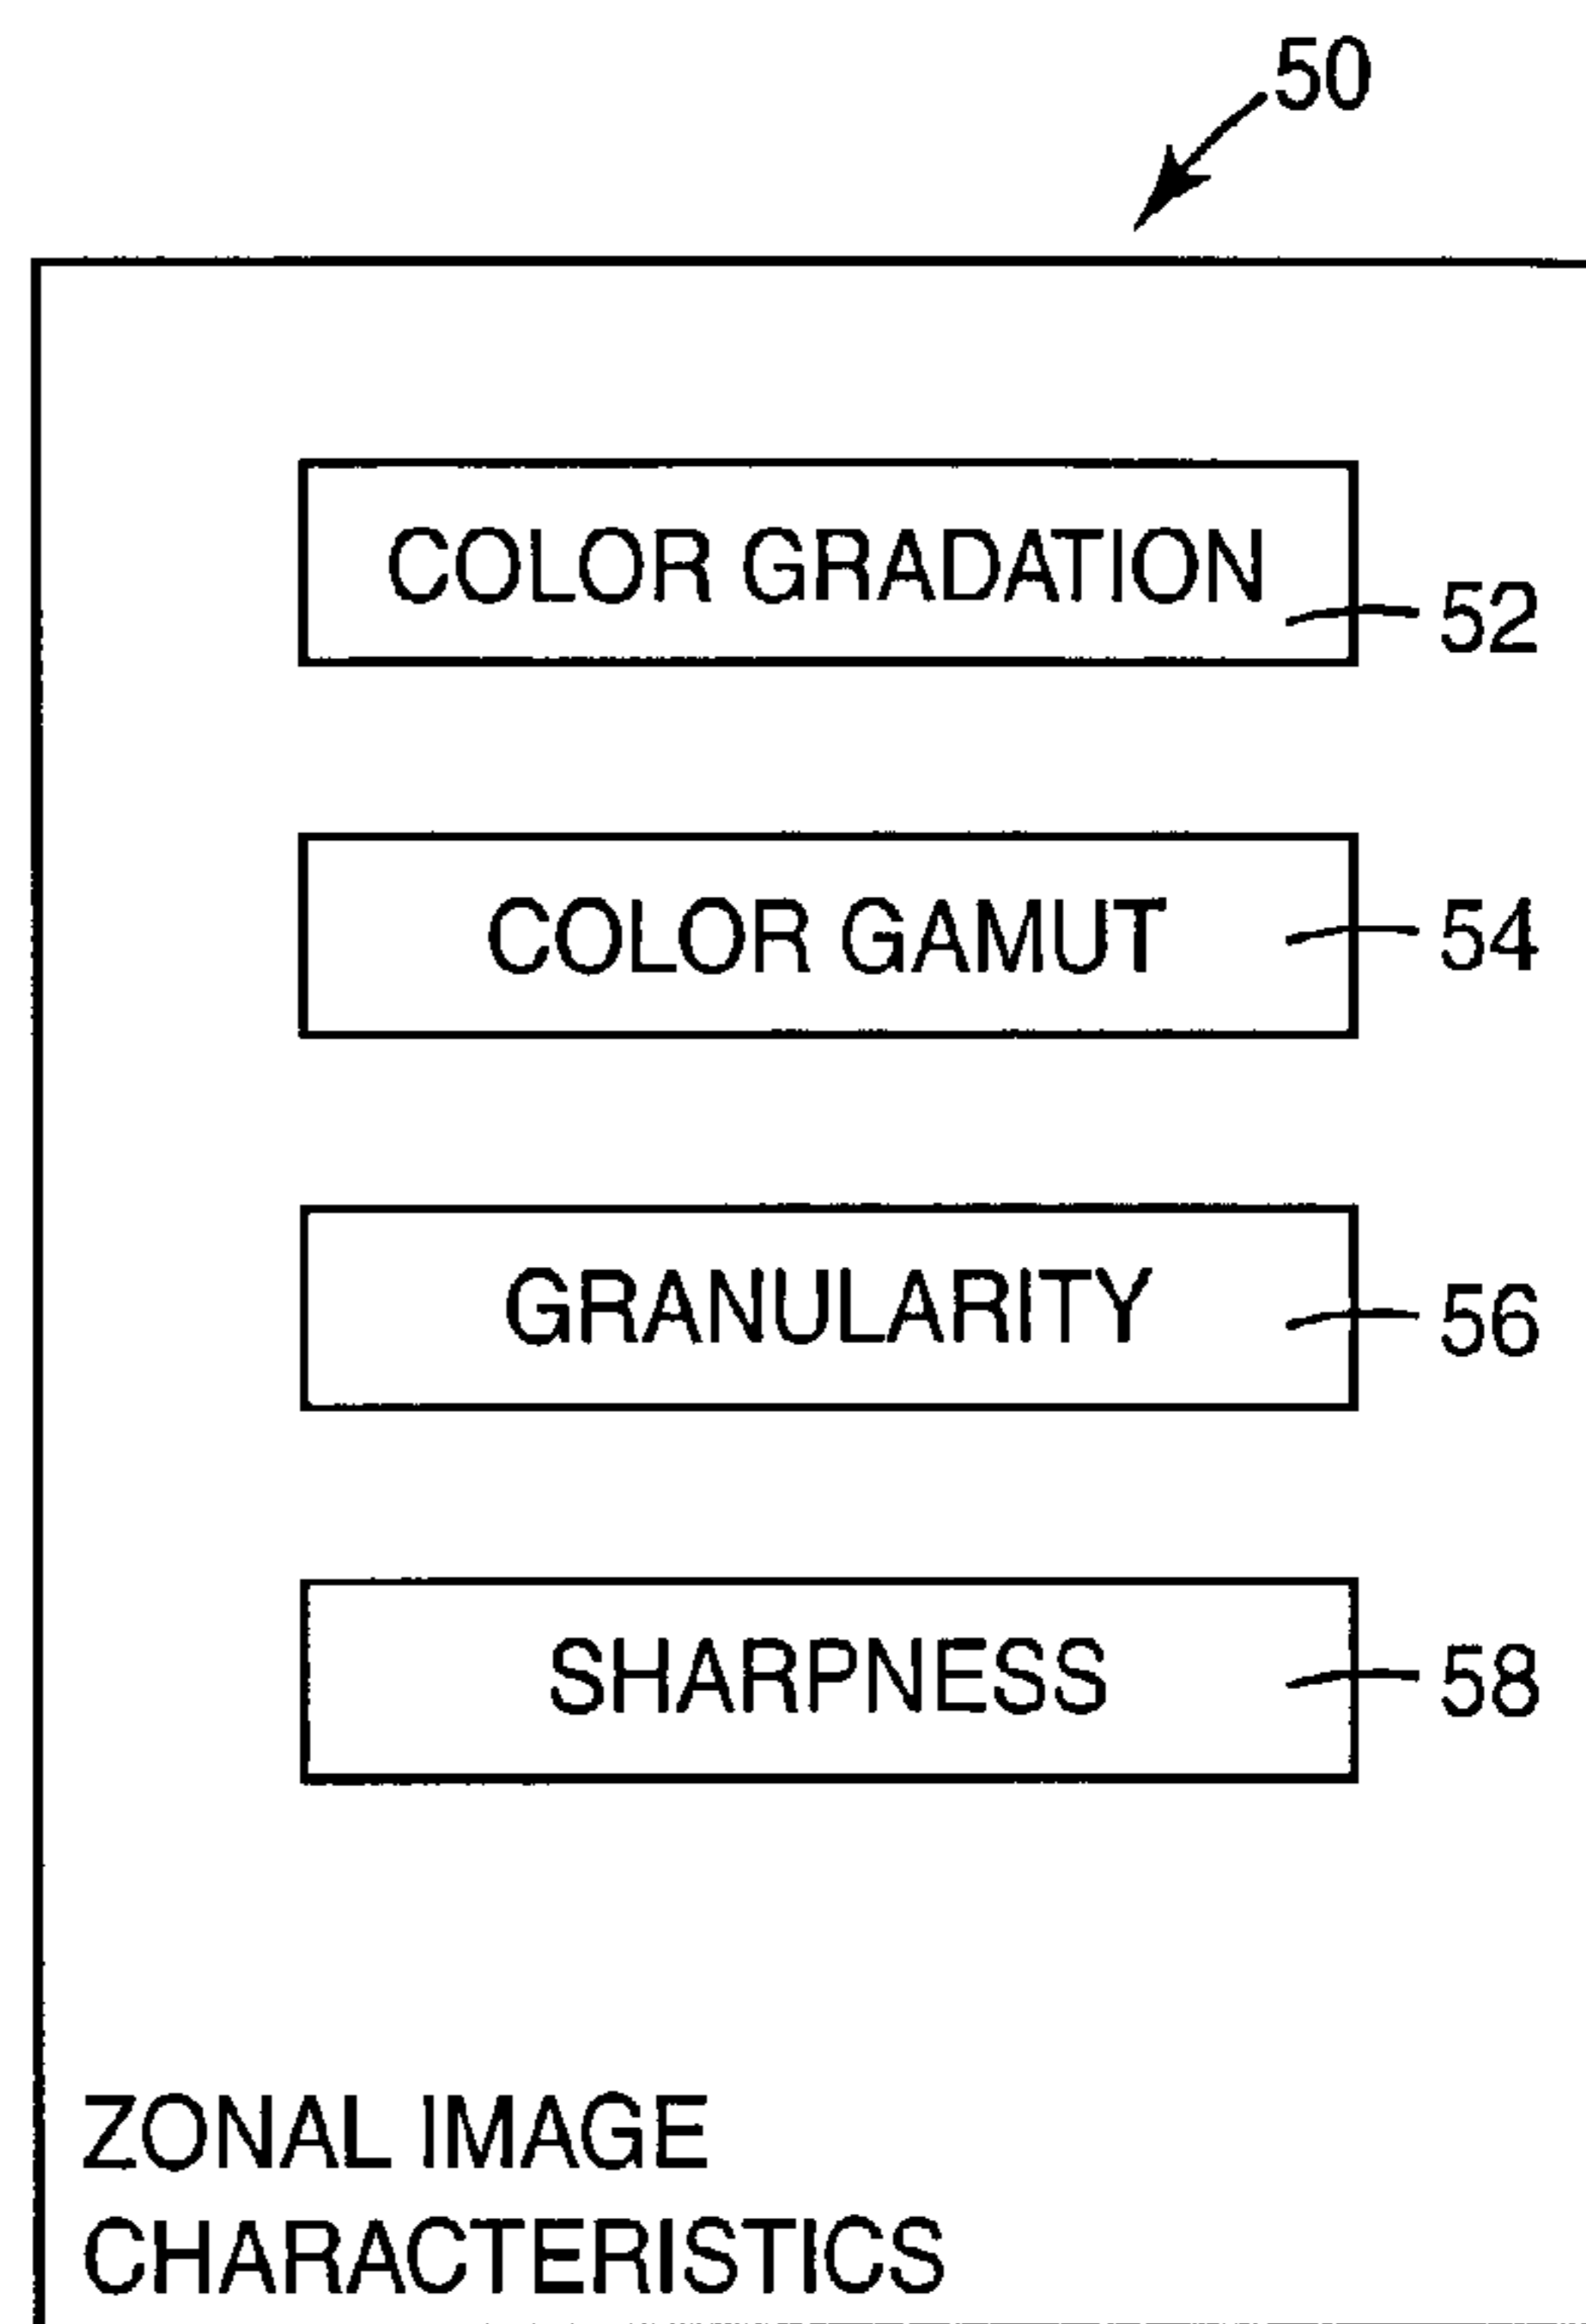 50
COLOR GRADATION
52
COLOR GAMUT
54
GRANULARITY
56
SHARPNESS
58
ZONAL IMAGE
CHARACTERISTICS